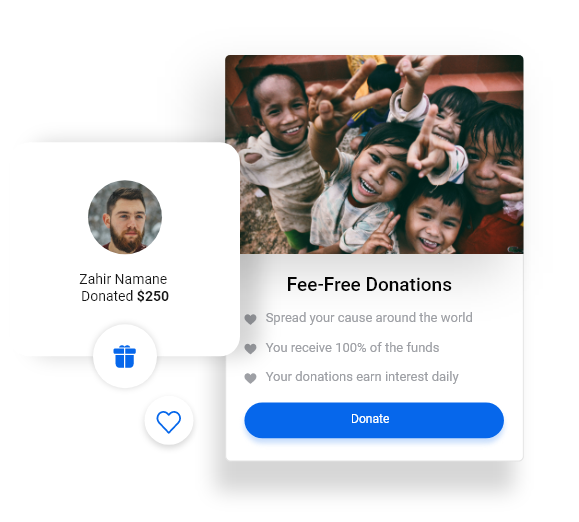 Zahir Namane
Donated $250
Fee-Free Donations
Spread your cause around the world
You receive 100% of the funds
Your donations earn interest daily
Donate